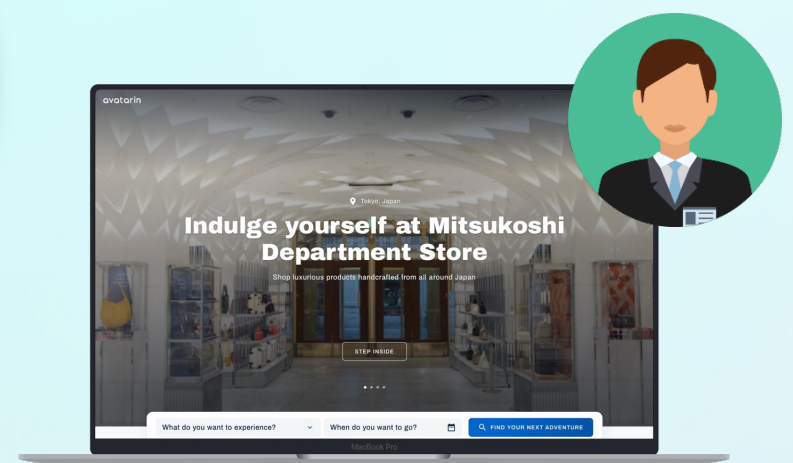 avatarin
Tokyo, Japan
Indulge yourself at Mitsukoshi
Department Store
Shop luxurious products handcrafted from all around Japan
STEP INSIDE
What do you want to experience?
When do you want to go?
FIND YOUR NEXT ADVENTURE
MacBook Pro